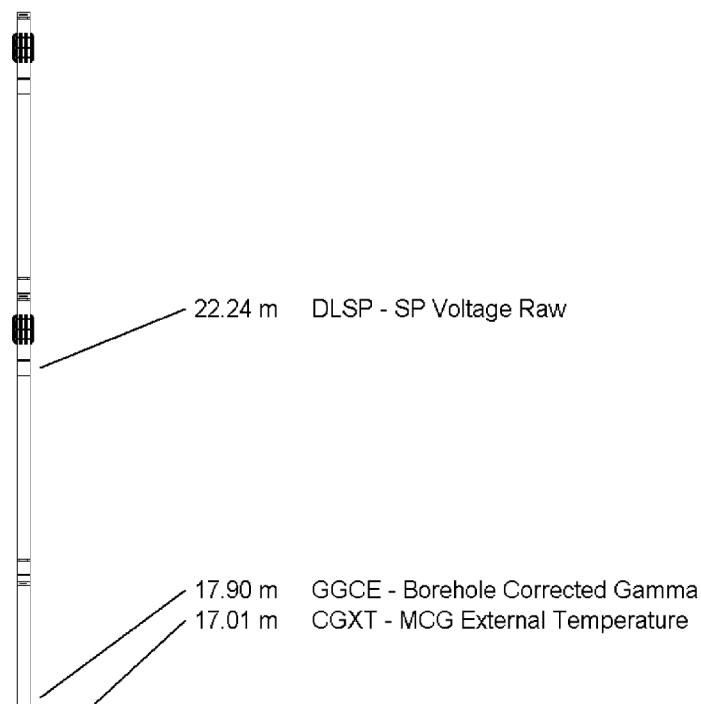 22.24 m DLSP - SP Voltage Raw
17.90 m GGCE - Borehole Corrected Gamma
17.01 m CGXT - MCG External Temperature